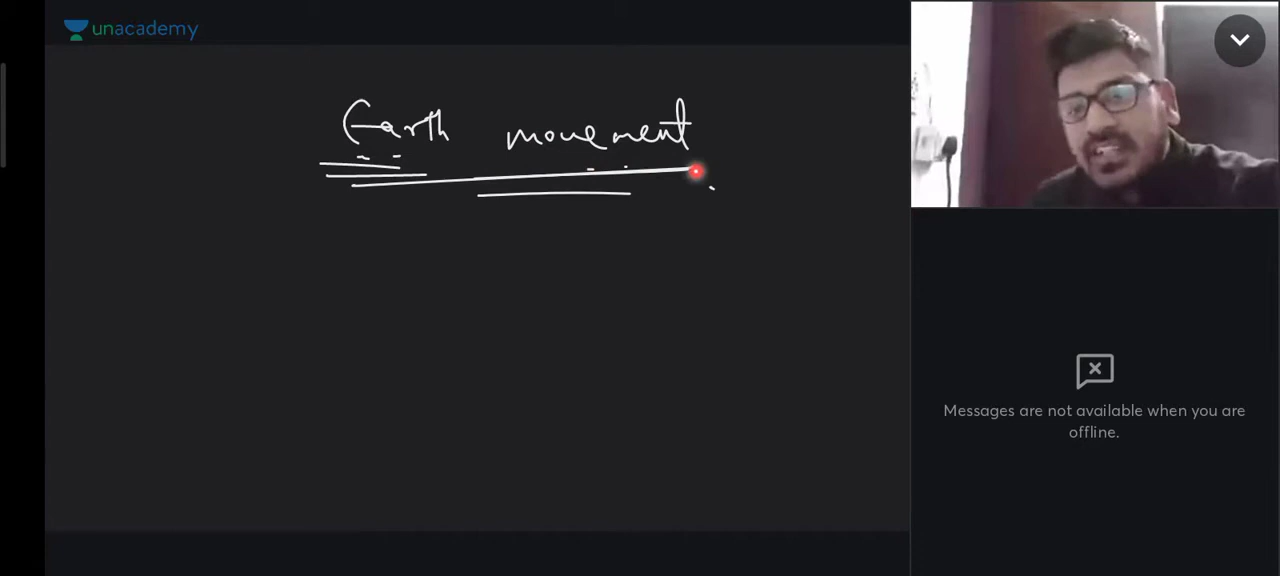 unacademy
Earth movement
Messages are not available when you are
offline.